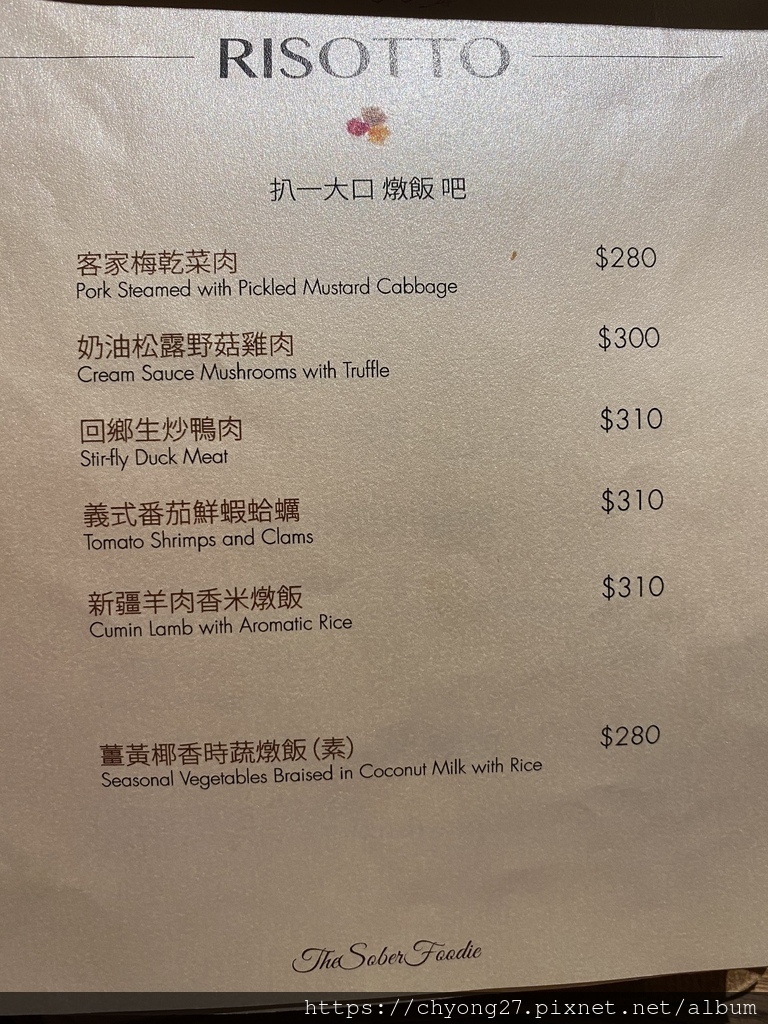 RISOTTO
扒一大口 燉飯 吧
客家梅乾菜肉 $280
Pork Steamed with Pickled Mustard Cabbage
奶油松露野菇雞肉 $300
Cream Sauce Mushrooms with Truffle
回鄉生炒鴨肉 $310
Stir-fly Duck Meat
義式番茄鮮蝦蛤蠣 $310
Tomato Shrimps and Clams
新疆羊肉香米燉飯 $310
Cumin Lamb with Aromatic Rice
薑黃椰香時蔬燉飯(素) $280
Seasonal Vegetables Braised in Coconut Milk with Rice
TheSoberFoodie
https://chyong27.pixnet.net/album